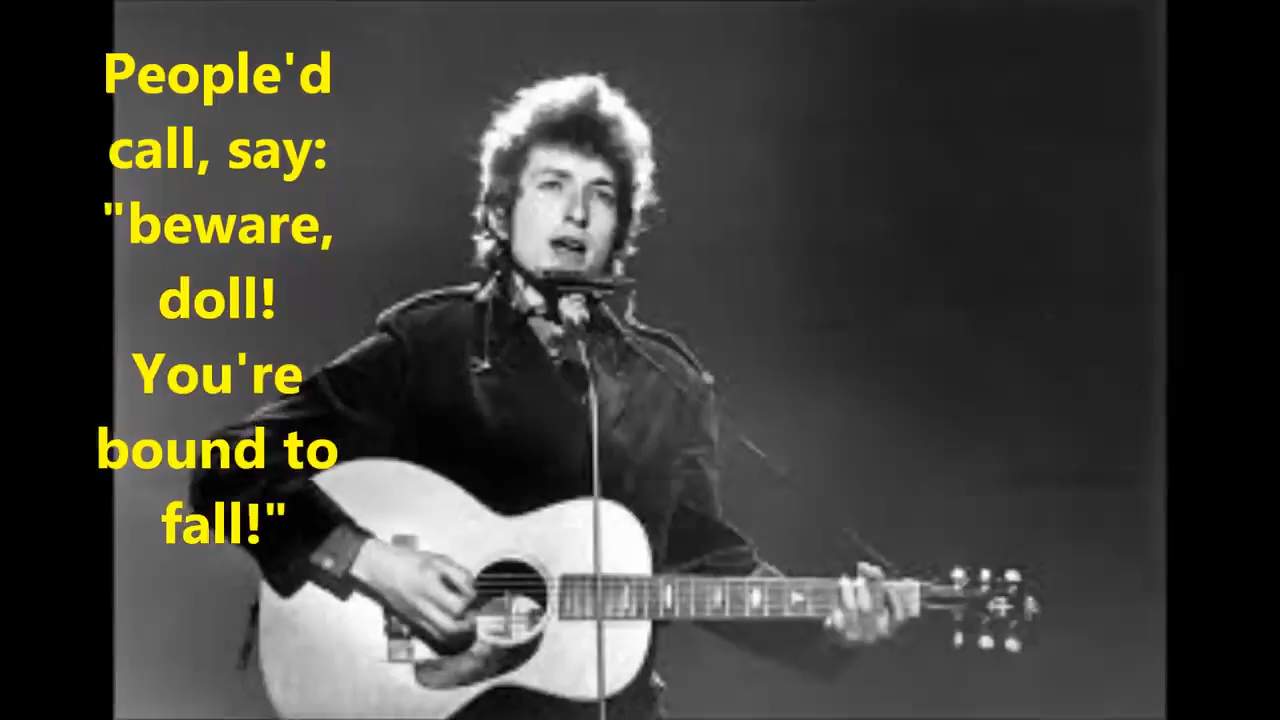 People'd
call, say:
"beware,
doll!
You're
bound to
fall!"